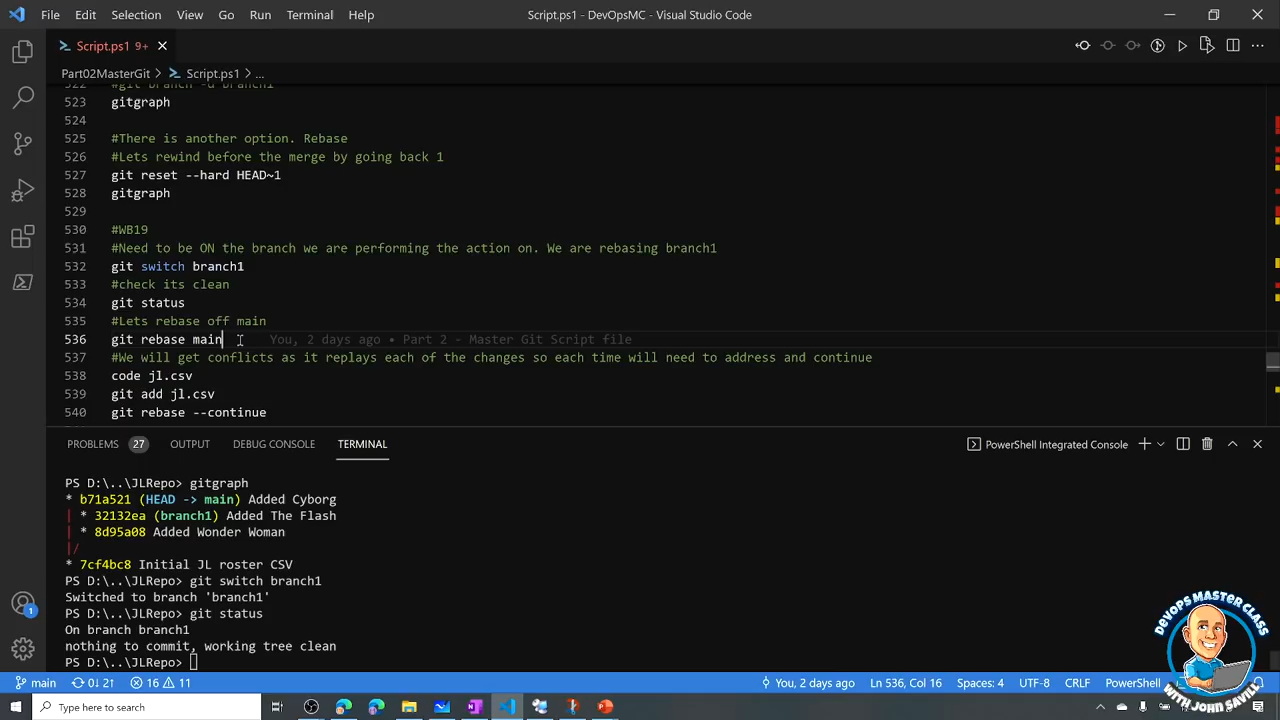 File Edit Selection View Go Run Terminal Help Script.ps1 - DevOpsMC - Visual Studio Code
Script.ps1 9+
Part02MasterGit > Script.ps1 > ...
522 #git branch -d branch1
523 gitgraph
524
525 #There is another option. Rebase
526 #Lets rewind before the merge by going back 1
527 git reset --hard HEAD~1
528 gitgraph
529
530 #WB19
531 #Need to be ON the branch we are performing the action on. We are rebasing branch1
532 git switch branch1
533 #check its clean
534 git status
535 #Lets rebase off main
536 git rebase main You, 2 days ago • Part 2 - Master Git Script file
537 #We will get conflicts as it replays each of the changes so each time will need to address and continue
538 code jl.csv
539 git add jl.csv
540 git rebase --continue
PROBLEMS 27 OUTPUT DEBUG CONSOLE TERMINAL PowerShell Integrated Console
PS D:\..\JLRepo> gitgraph
* b71a521 (HEAD -> main) Added Cyborg
| * 32132ea (branch1) Added The Flash
| * 8d95a08 Added Wonder Woman
|/
* 7cf4bc8 Initial JL roster CSV
PS D:\..\JLRepo> git switch branch1
Switched to branch 'branch1'
PS D:\..\JLRepo> git status
On branch branch1
nothing to commit, working tree clean
PS D:\..\JLRepo>
DEVOPS MASTER CLASS
WITH JOHN SAVILL
1
main 0↓ 2↑ 16 11 You, 2 days ago Ln 536, Col 16 Spaces: 4 UTF-8 CRLF PowerShell
Type here to search